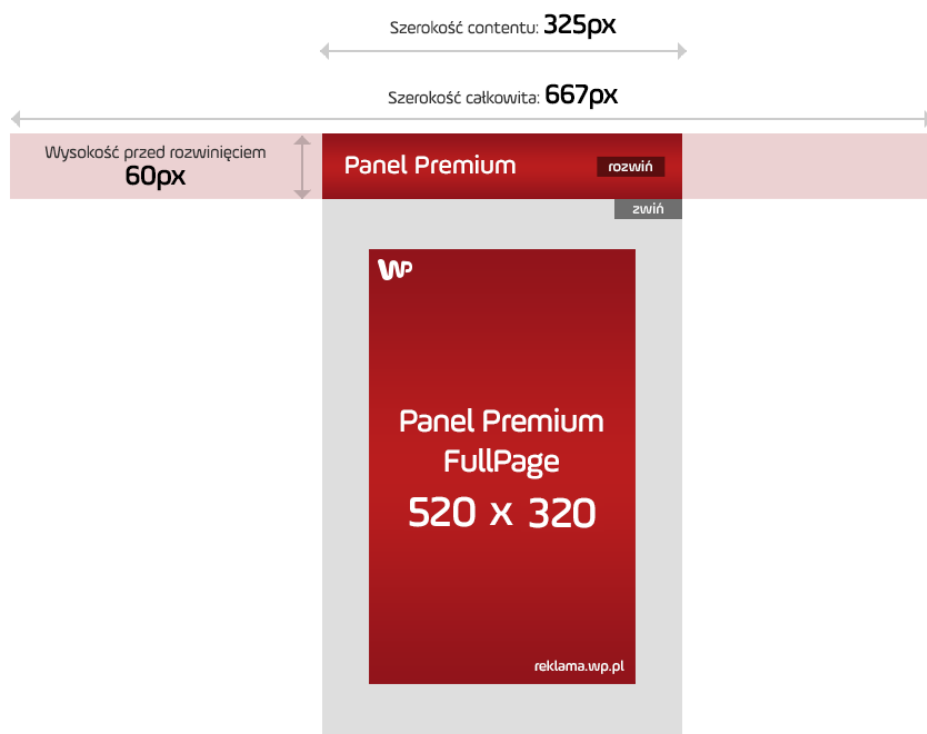 Szerokość contentu: 325px
Szerokość całkowita: 667px
Wysokość przed rozwinięciem
60px
Panel Premium
rozwiń
zwiń
WP
Panel Premium
FullPage
520 x 320
reklama.wp.pl